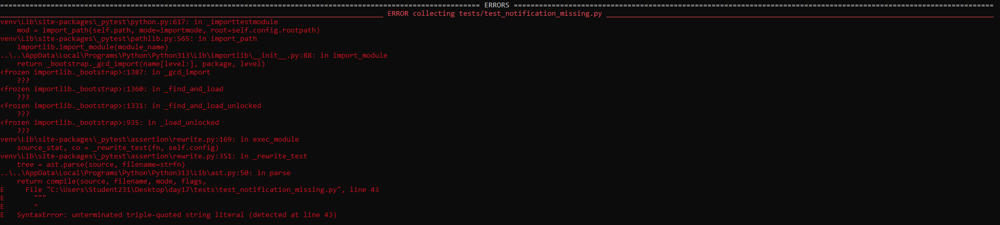 ================================================================================================================== ERRORS ==================================================================================================================
___________________________________________________________________________________________ ERROR collecting tests/test_notification_missing.py ____________________________________________________________________________________________
venv\Lib\site-packages\_pytest\python.py:617: in _importtestmodule
    mod = import_path(self.path, mode=importmode, root=self.config.rootpath)
venv\Lib\site-packages\_pytest\pathlib.py:565: in import_path
    importlib.import_module(module_name)
..\..\AppData\Local\Programs\Python\Python313\Lib\importlib\__init__.py:88: in import_module
    return _bootstrap._gcd_import(name[level:], package, level)
<frozen importlib._bootstrap>:1387: in _gcd_import
    ???
<frozen importlib._bootstrap>:1360: in _find_and_load
    ???
<frozen importlib._bootstrap>:1331: in _find_and_load_unlocked
    ???
<frozen importlib._bootstrap>:935: in _load_unlocked
    ???
venv\Lib\site-packages\_pytest\assertion\rewrite.py:169: in exec_module
    source_stat, co = _rewrite_test(fn, self.config)
venv\Lib\site-packages\_pytest\assertion\rewrite.py:351: in _rewrite_test
    tree = ast.parse(source, filename=strfn)
..\..\AppData\Local\Programs\Python\Python313\Lib\ast.py:50: in parse
    return compile(source, filename, mode, flags,
E     File "C:\Users\Student231\Desktop\day17\tests\test_notification_missing.py", line 43
E       """
E       ^
E   SyntaxError: unterminated triple-quoted string literal (detected at line 43)